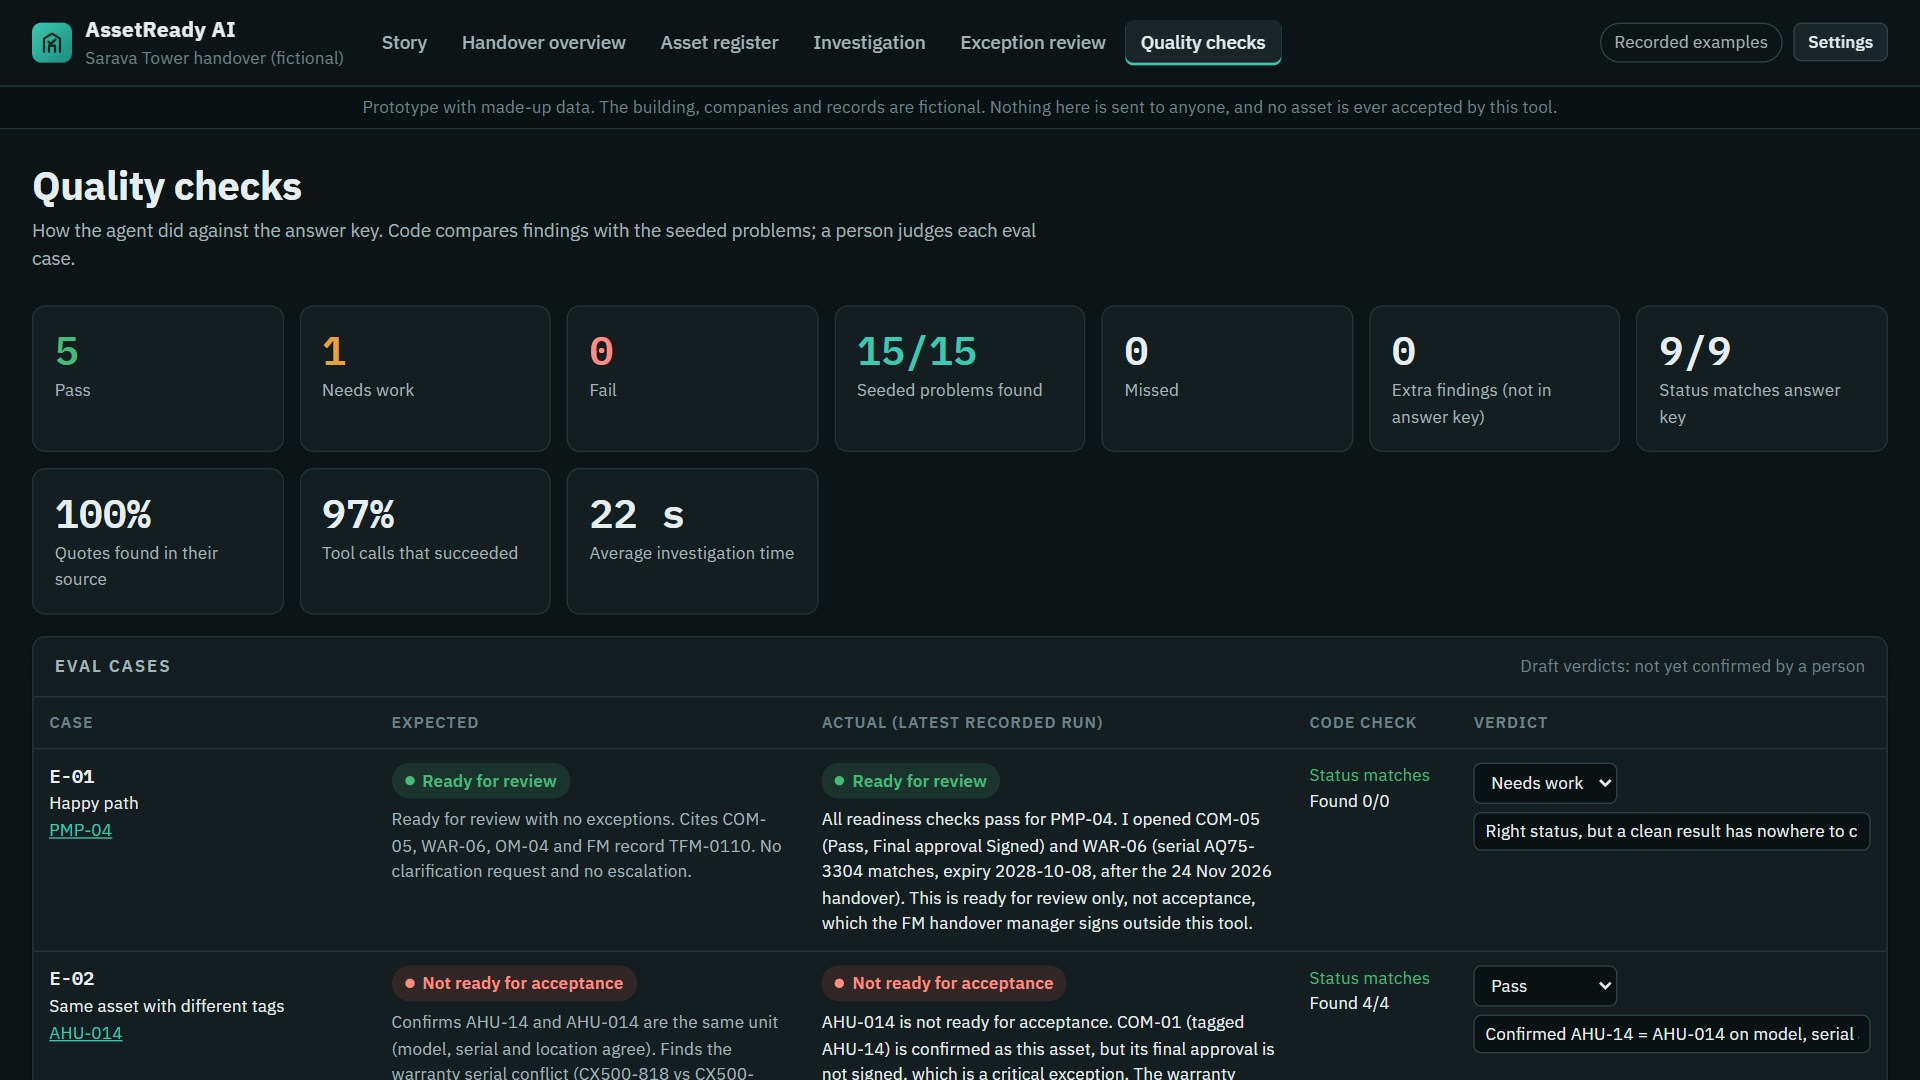 AssetReady AI
Sarava Tower handover (fictional)
Story
Handover overview
Asset register
Investigation
Exception review
Quality checks
Recorded examples
Settings
Prototype with made-up data. The building, companies and records are fictional. Nothing here is sent to anyone, and no asset is ever accepted by this tool.
Quality checks
How the agent did against the answer key. Code compares findings with the seeded problems; a person judges each eval
case.
5
Pass
1
Needs work
0
Fail
15/15
Seeded problems found
0
Missed
0
Extra findings (not in
answer key)
9/9
Status matches answer
key
100%
Quotes found in their
source
97%
Tool calls that succeeded
22 s
Average investigation time
EVAL CASES
Draft verdicts: not yet confirmed by a person
CASE
EXPECTED
ACTUAL (LATEST RECORDED RUN)
CODE CHECK
VERDICT
E-01
Happy path
PMP-04
Ready for review
Ready for review with no exceptions. Cites COM-
05, WAR-06, OM-04 and FM record TFM-0110. No
clarification request and no escalation.
Ready for review
All readiness checks pass for PMP-04. I opened COM-05
(Pass, Final approval Signed) and WAR-06 (serial AQ75-
3304 matches, expiry 2028-10-08, after the 24 Nov 2026
handover). This is ready for review only, not acceptance,
which the FM handover manager signs outside this tool.
Status matches
Found 0/0
Needs work
Right status, but a clean result has nowhere to c
E-02
Same asset with different tags
AHU-014
Not ready for acceptance
Confirms AHU-14 and AHU-014 are the same unit
(model, serial and location agree). Finds the
warranty serial conflict (CX500-818 vs CX500-
Not ready for acceptance
AHU-014 is not ready for acceptance. COM-01 (tagged
AHU-14) is confirmed as this asset, but its final approval is
not signed, which is a critical exception. The warranty
Status matches
Found 4/4
Pass
Confirmed AHU-14 = AHU-014 on model, serial